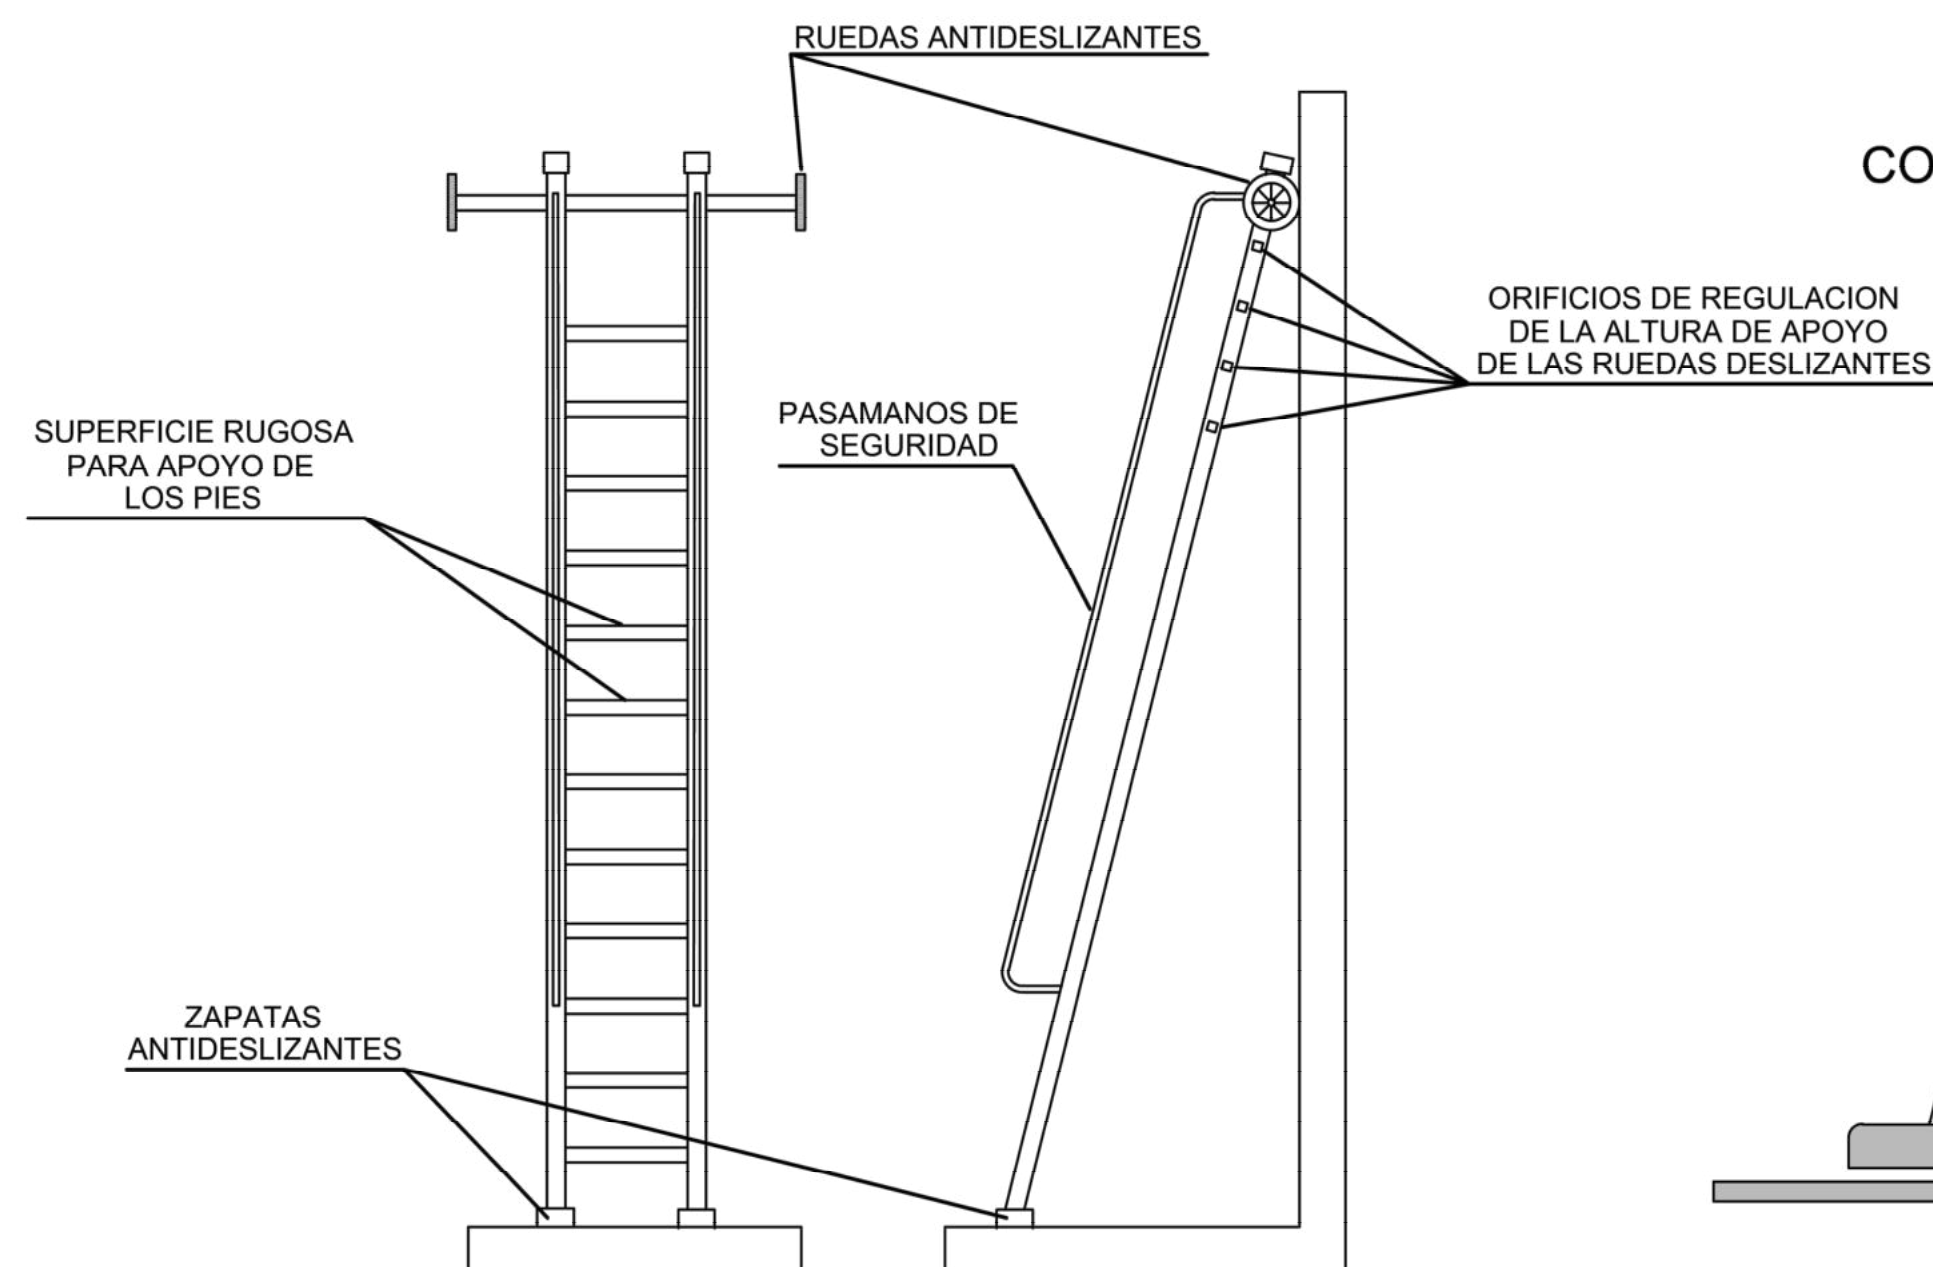 RUEDAS ANTIDESLIZANTES
CO
ORIFICIOS DE REGULACION
DE LA ALTURA DE APOYO
DE LAS RUEDAS DESLIZANTES
PASAMANOS DE
SEGURIDAD
SUPERFICIE RUGOSA
PARA APOYO DE
LOS PIES
ZAPATAS
ANTIDESLIZANTES